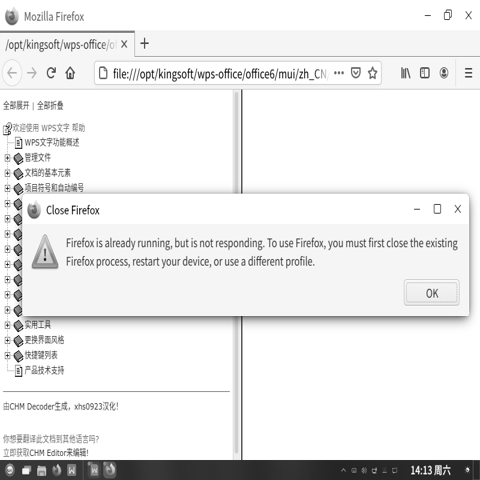 Mozilla Firefox
/opt/kingsoft/wps-office/of
file:///opt/kingsoft/wps-office/office6/mui/zh_CN
全部展开 | 全部折叠
欢迎使用 WPS文字 帮助
WPS文字功能概述
管理文件
文档的基本元素
项目符号和自动编号
Close Firefox
Firefox is already running, but is not responding. To use Firefox, you must first close the existing
Firefox process, restart your device, or use a different profile.
OK
实用工具
更换界面风格
快捷键列表
产品技术支持
由CHM Decoder生成，xhs0923汉化!
你想要翻译此文档到其他语言吗?
立即获取CHM Editor来编辑!
14:13 周六